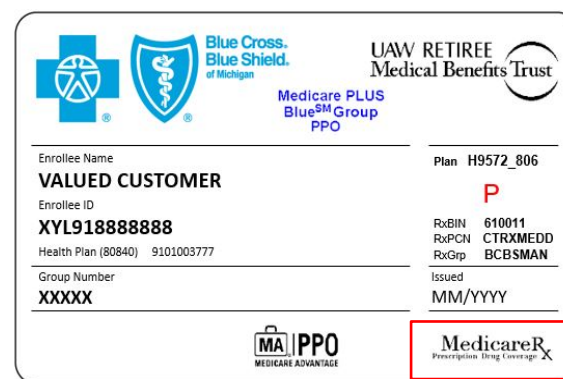 Blue Cross®
Blue Shield®
of Michigan
® ®
UAW RETIREE
Medical Benefits Trust
Medicare PLUS
Blue℠ Group
PPO
Enrollee Name
VALUED CUSTOMER
Enrollee ID
XYL918888888
Health Plan (80840) 9101003777
Group Number
XXXXX
Plan H9572_806
P
RxBIN 610011
RxPCN CTRXMEDD
RxGrp BCBSMAN
Issued
MM/YYYY
MA PPO
MEDICARE ADVANTAGE
MedicareRx
Prescription Drug Coverage